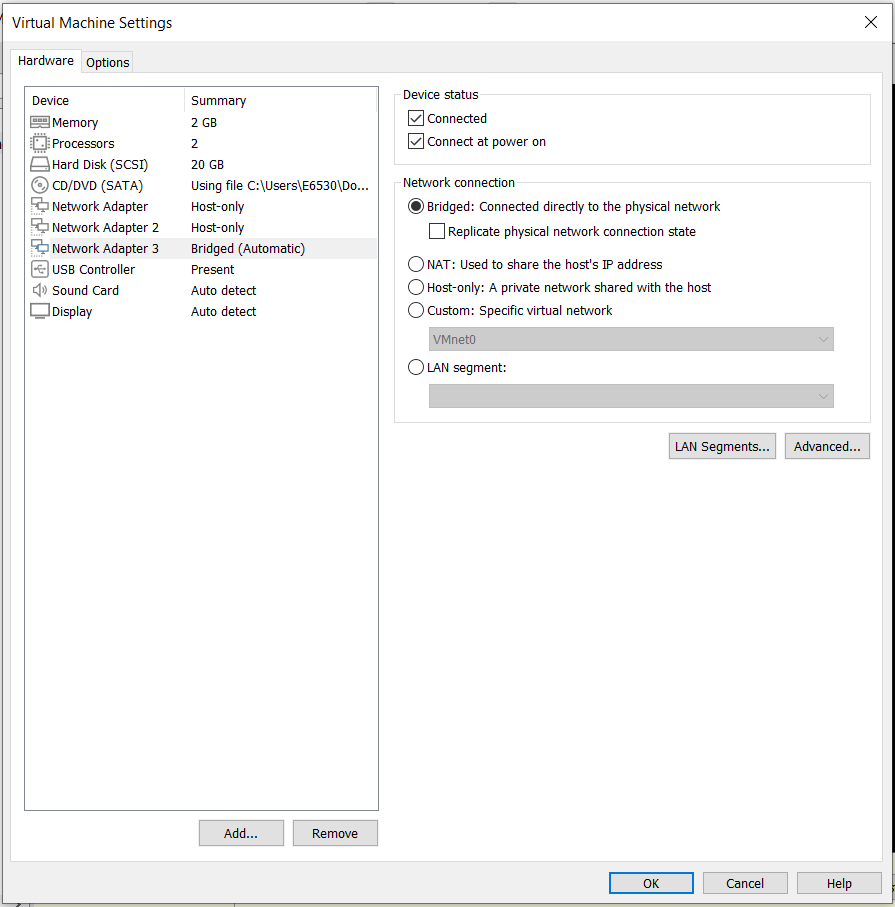 Virtual Machine Settings
Hardware
Options
Device Summary
Memory 2 GB
Processors 2
Hard Disk (SCSI) 20 GB
CD/DVD (SATA) Using file C:\Users\E6530\Do...
Network Adapter Host-only
Network Adapter 2 Host-only
Network Adapter 3 Bridged (Automatic)
USB Controller Present
Sound Card Auto detect
Display Auto detect
Add... Remove
Device status
Connected
Connect at power on
Network connection
Bridged: Connected directly to the physical network
Replicate physical network connection state
NAT: Used to share the host's IP address
Host-only: A private network shared with the host
Custom: Specific virtual network
VMnet0
LAN segment:
LAN Segments... Advanced...
OK Cancel Help